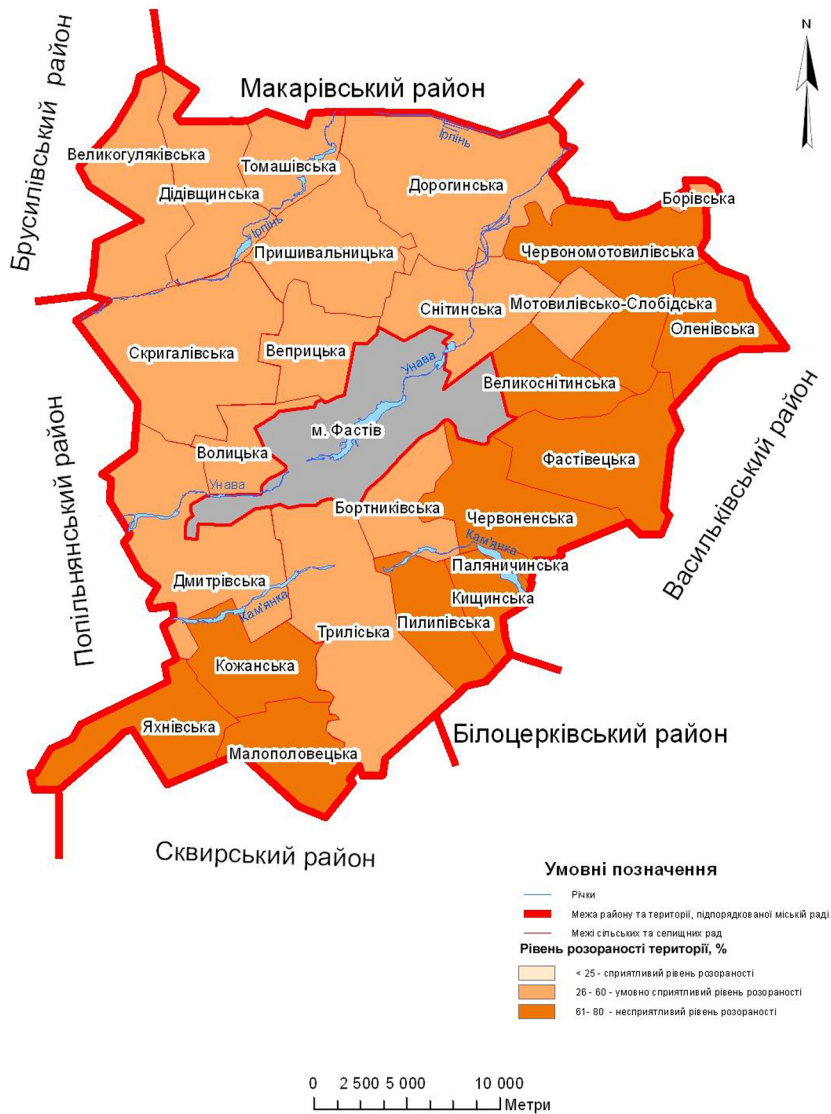 N
Макарівський район
Брусилівський район
Ірпінь
Великогуляківська
Томашівська
Дідівщинська
Дорогинська
Борівська
Ірпінь
Пришивальницька
Червономотовилівська
Снітинська
Мотовилівсько-Слобідська
Оленівська
Скригалівська
Веприцька
Унава
Великоснітинська
м. Фастів
Волицька
Фастівецька
Унава
Бортниківська
Червоненська
Васильківський район
Попільнянський район
Кам'янка
Паляничинська
Дмитрівська
Кищинська
Кам'янка
Пилипівська
Триліська
Кожанська
Яхнівська
Малополовецька
Білоцерківський район
Сквирський район
Умовні позначення
Річки
Межа району та території, підпорядкованої міській раді
Межі сільських та селищних рад
Рівень розораності території, %
< 25 - сприятливий рівень розораності
26 - 60 - умовно сприятливий рівень розораності
61- 80 - несприятливий рівень розораності
0 2 500 5 000 10 000
Метри